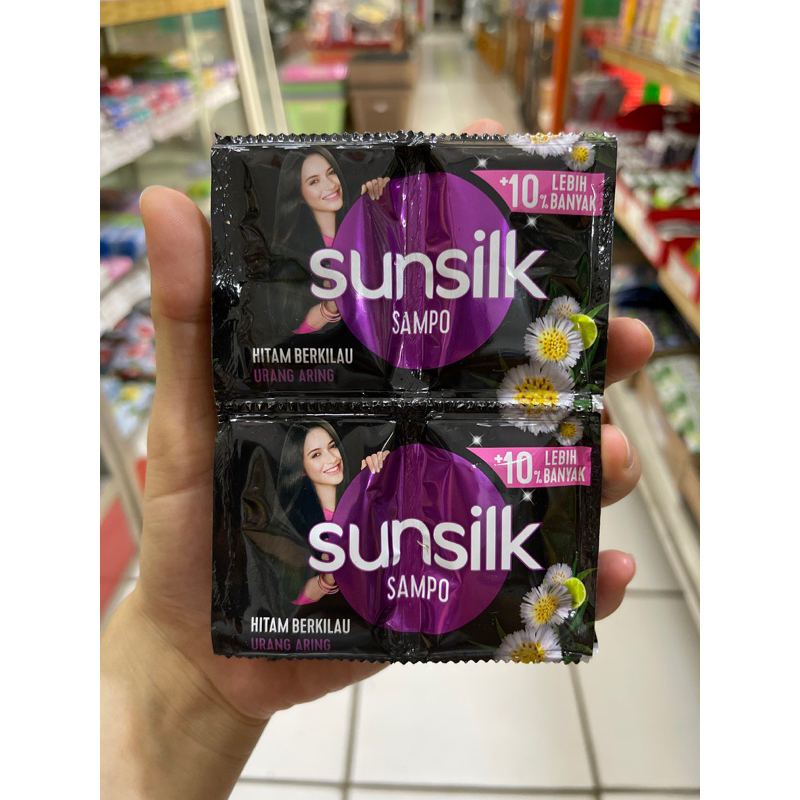 +10% LEBIH BANYAK
sunsilk
SAMPO
HITAM BERKILAU
URANG ARING
+10% LEBIH BANYAK
sunsilk
SAMPO
HITAM BERKILAU
URANG ARING